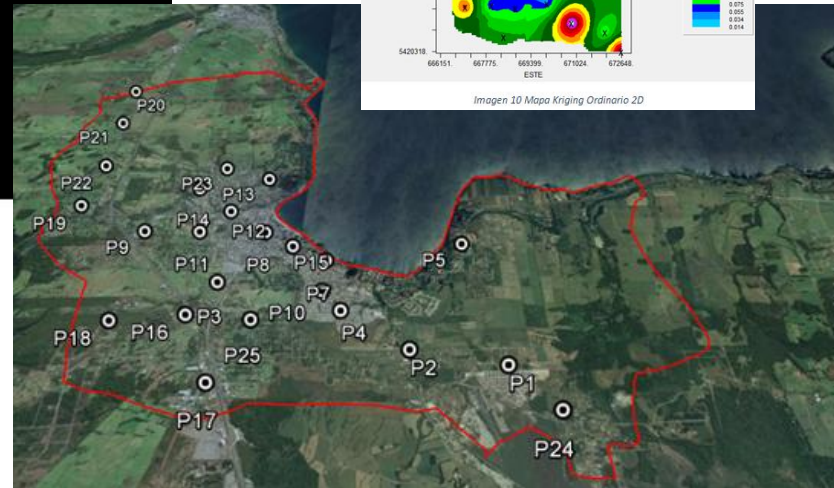 0.075
0.055
0.034
0.014
5420318.
666151. 667775. 669399. 671024. 672648.
ESTE
Imagen 10 Mapa Kriging Ordinario 2D
P20
P21
P22
P23
P13
P19
P14
P12
P9
P5
P11
P8
P15
P7
P18
P16
P3
P10
P4
P25
P2
P1
P17
P24